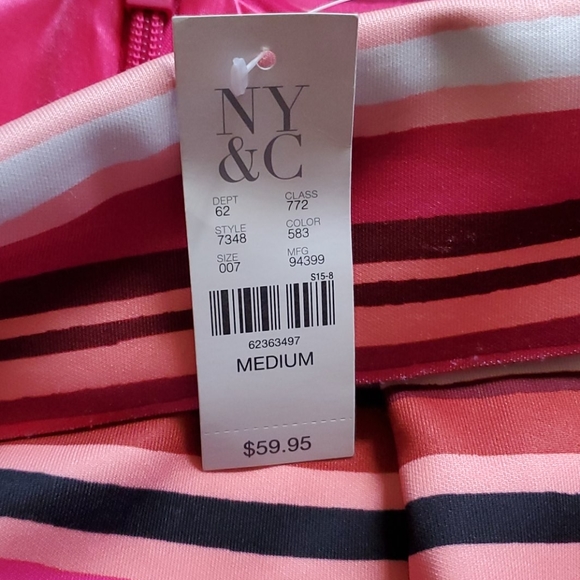 NY
&C
DEPT CLASS
62 772
STYLE COLOR
7348 583
SIZE MFG
007 94399
S15-8
62363497
MEDIUM
$59.95